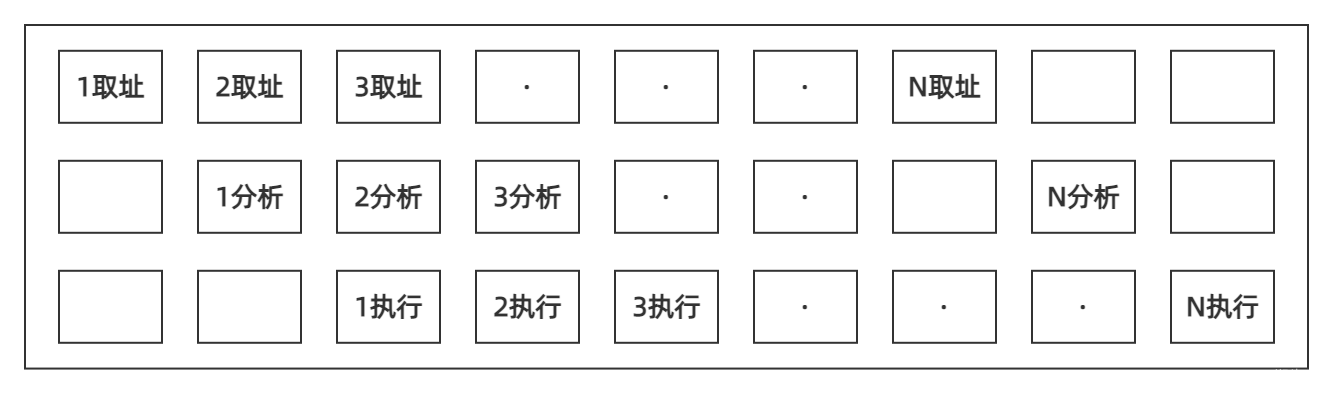 1取址 2取址 3取址 · · · N取址
1分析 2分析 3分析 · · N分析
1执行 2执行 3执行 · · · N执行